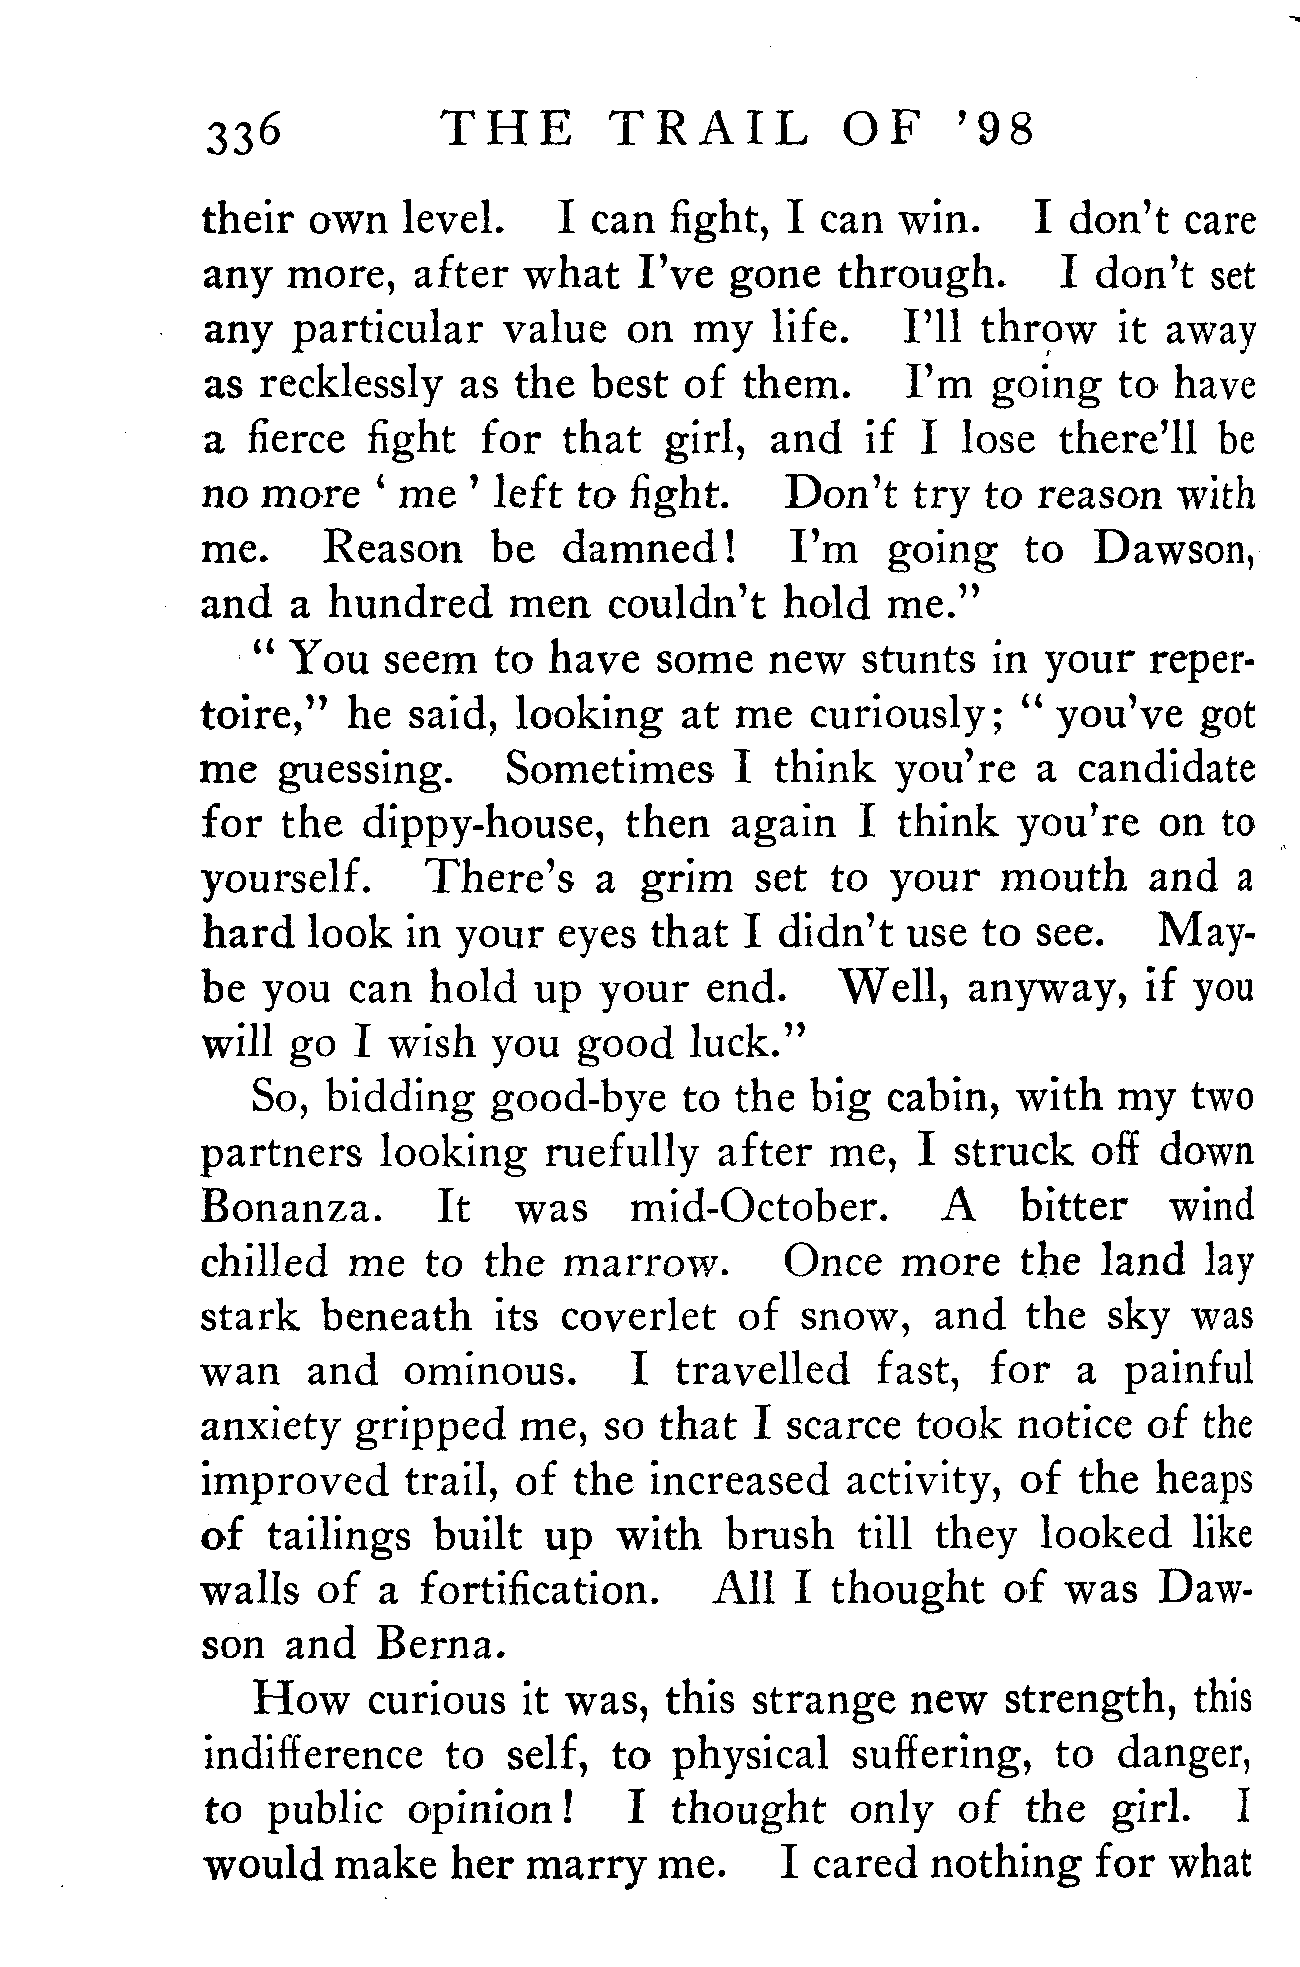 336 THE TRAIL OF '98
their own level. I can fight, I can win. I don't care
any more, after what I've gone through. I don't set
any particular value on my life. I'll throw it away
as recklessly as the best of them. I'm going to have
a fierce fight for that girl, and if I lose there'll be
no more ‘ me ’ left to fight. Don't try to reason with
me. Reason be damned! I'm going to Dawson,
and a hundred men couldn't hold me.”
“ You seem to have some new stunts in your reper-
toire,” he said, looking at me curiously; “ you've got
me guessing. Sometimes I think you're a candidate
for the dippy-house, then again I think you're on to
yourself. There's a grim set to your mouth and a
hard look in your eyes that I didn't use to see. May-
be you can hold up your end. Well, anyway, if you
will go I wish you good luck.”
So, bidding good-bye to the big cabin, with my two
partners looking ruefully after me, I struck off down
Bonanza. It was mid-October. A bitter wind
chilled me to the marrow. Once more the land lay
stark beneath its coverlet of snow, and the sky was
wan and ominous. I travelled fast, for a painful
anxiety gripped me, so that I scarce took notice of the
improved trail, of the increased activity, of the heaps
of tailings built up with brush till they looked like
walls of a fortification. All I thought of was Daw-
son and Berna.
How curious it was, this strange new strength, this
indifference to self, to physical suffering, to danger,
to public opinion! I thought only of the girl. I
would make her marry me. I cared nothing for what